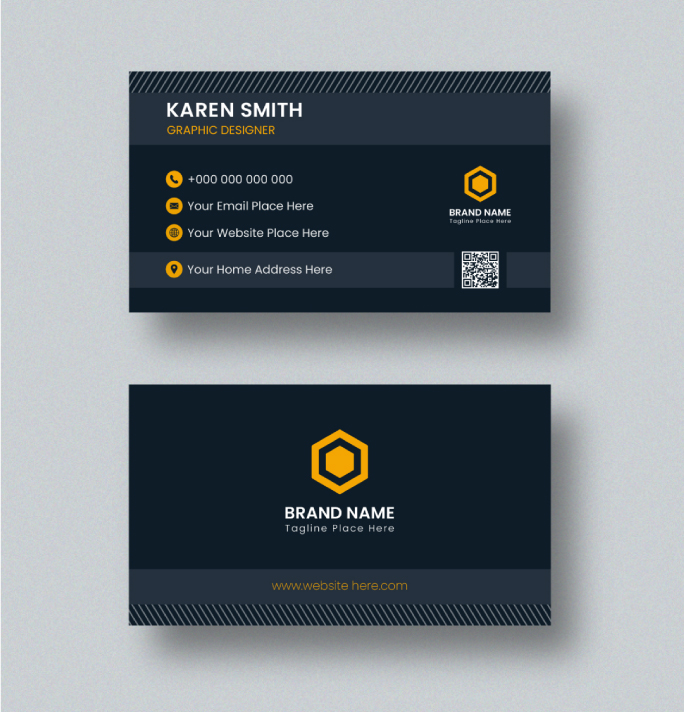 KAREN SMITH
GRAPHIC DESIGNER
+000 000 000 000
Your Email Place Here
Your Website Place Here
BRAND NAME
Tagline Place Here
Your Home Address Here
BRAND NAME
Tagline Place Here
www.website here.com